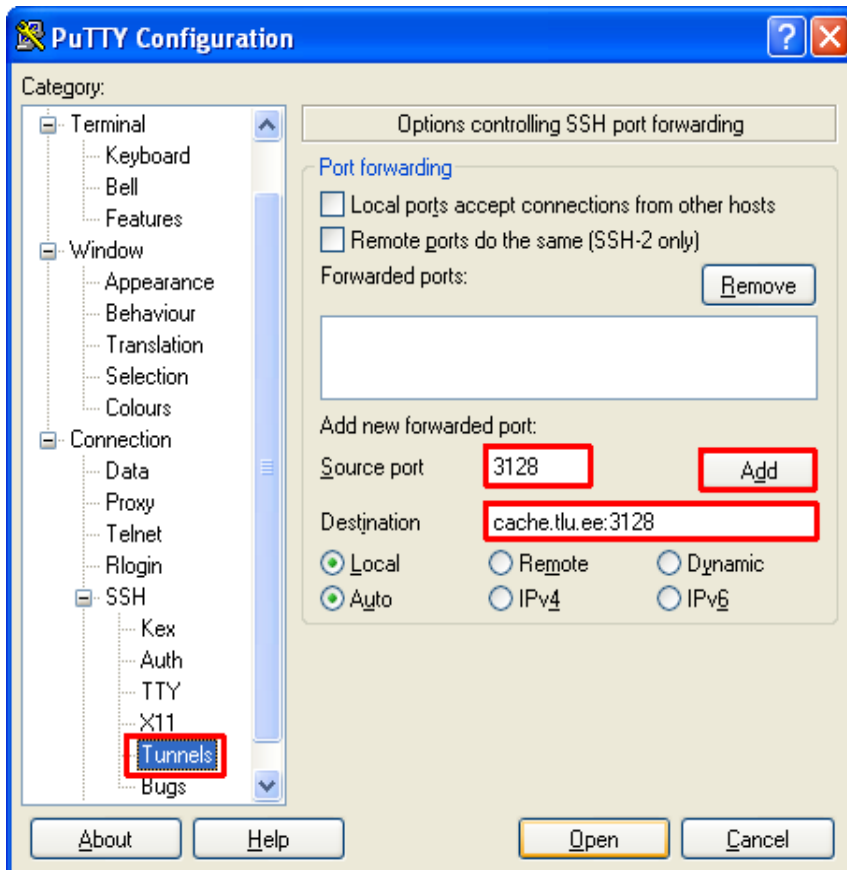 PuTTY Configuration
Category:
Terminal
Keyboard
Bell
Features
Window
Appearance
Behaviour
Translation
Selection
Colours
Connection
Data
Proxy
Telnet
Rlogin
SSH
Kex
Auth
TTY
X11
Tunnels
Bugs
Options controlling SSH port forwarding
Port forwarding
Local ports accept connections from other hosts
Remote ports do the same (SSH-2 only)
Forwarded ports: Remove
Add new forwarded port:
Source port 3128 Add
Destination cache.tlu.ee:3128
Local Remote Dynamic
Auto IPv4 IPv6
About Help Open Cancel